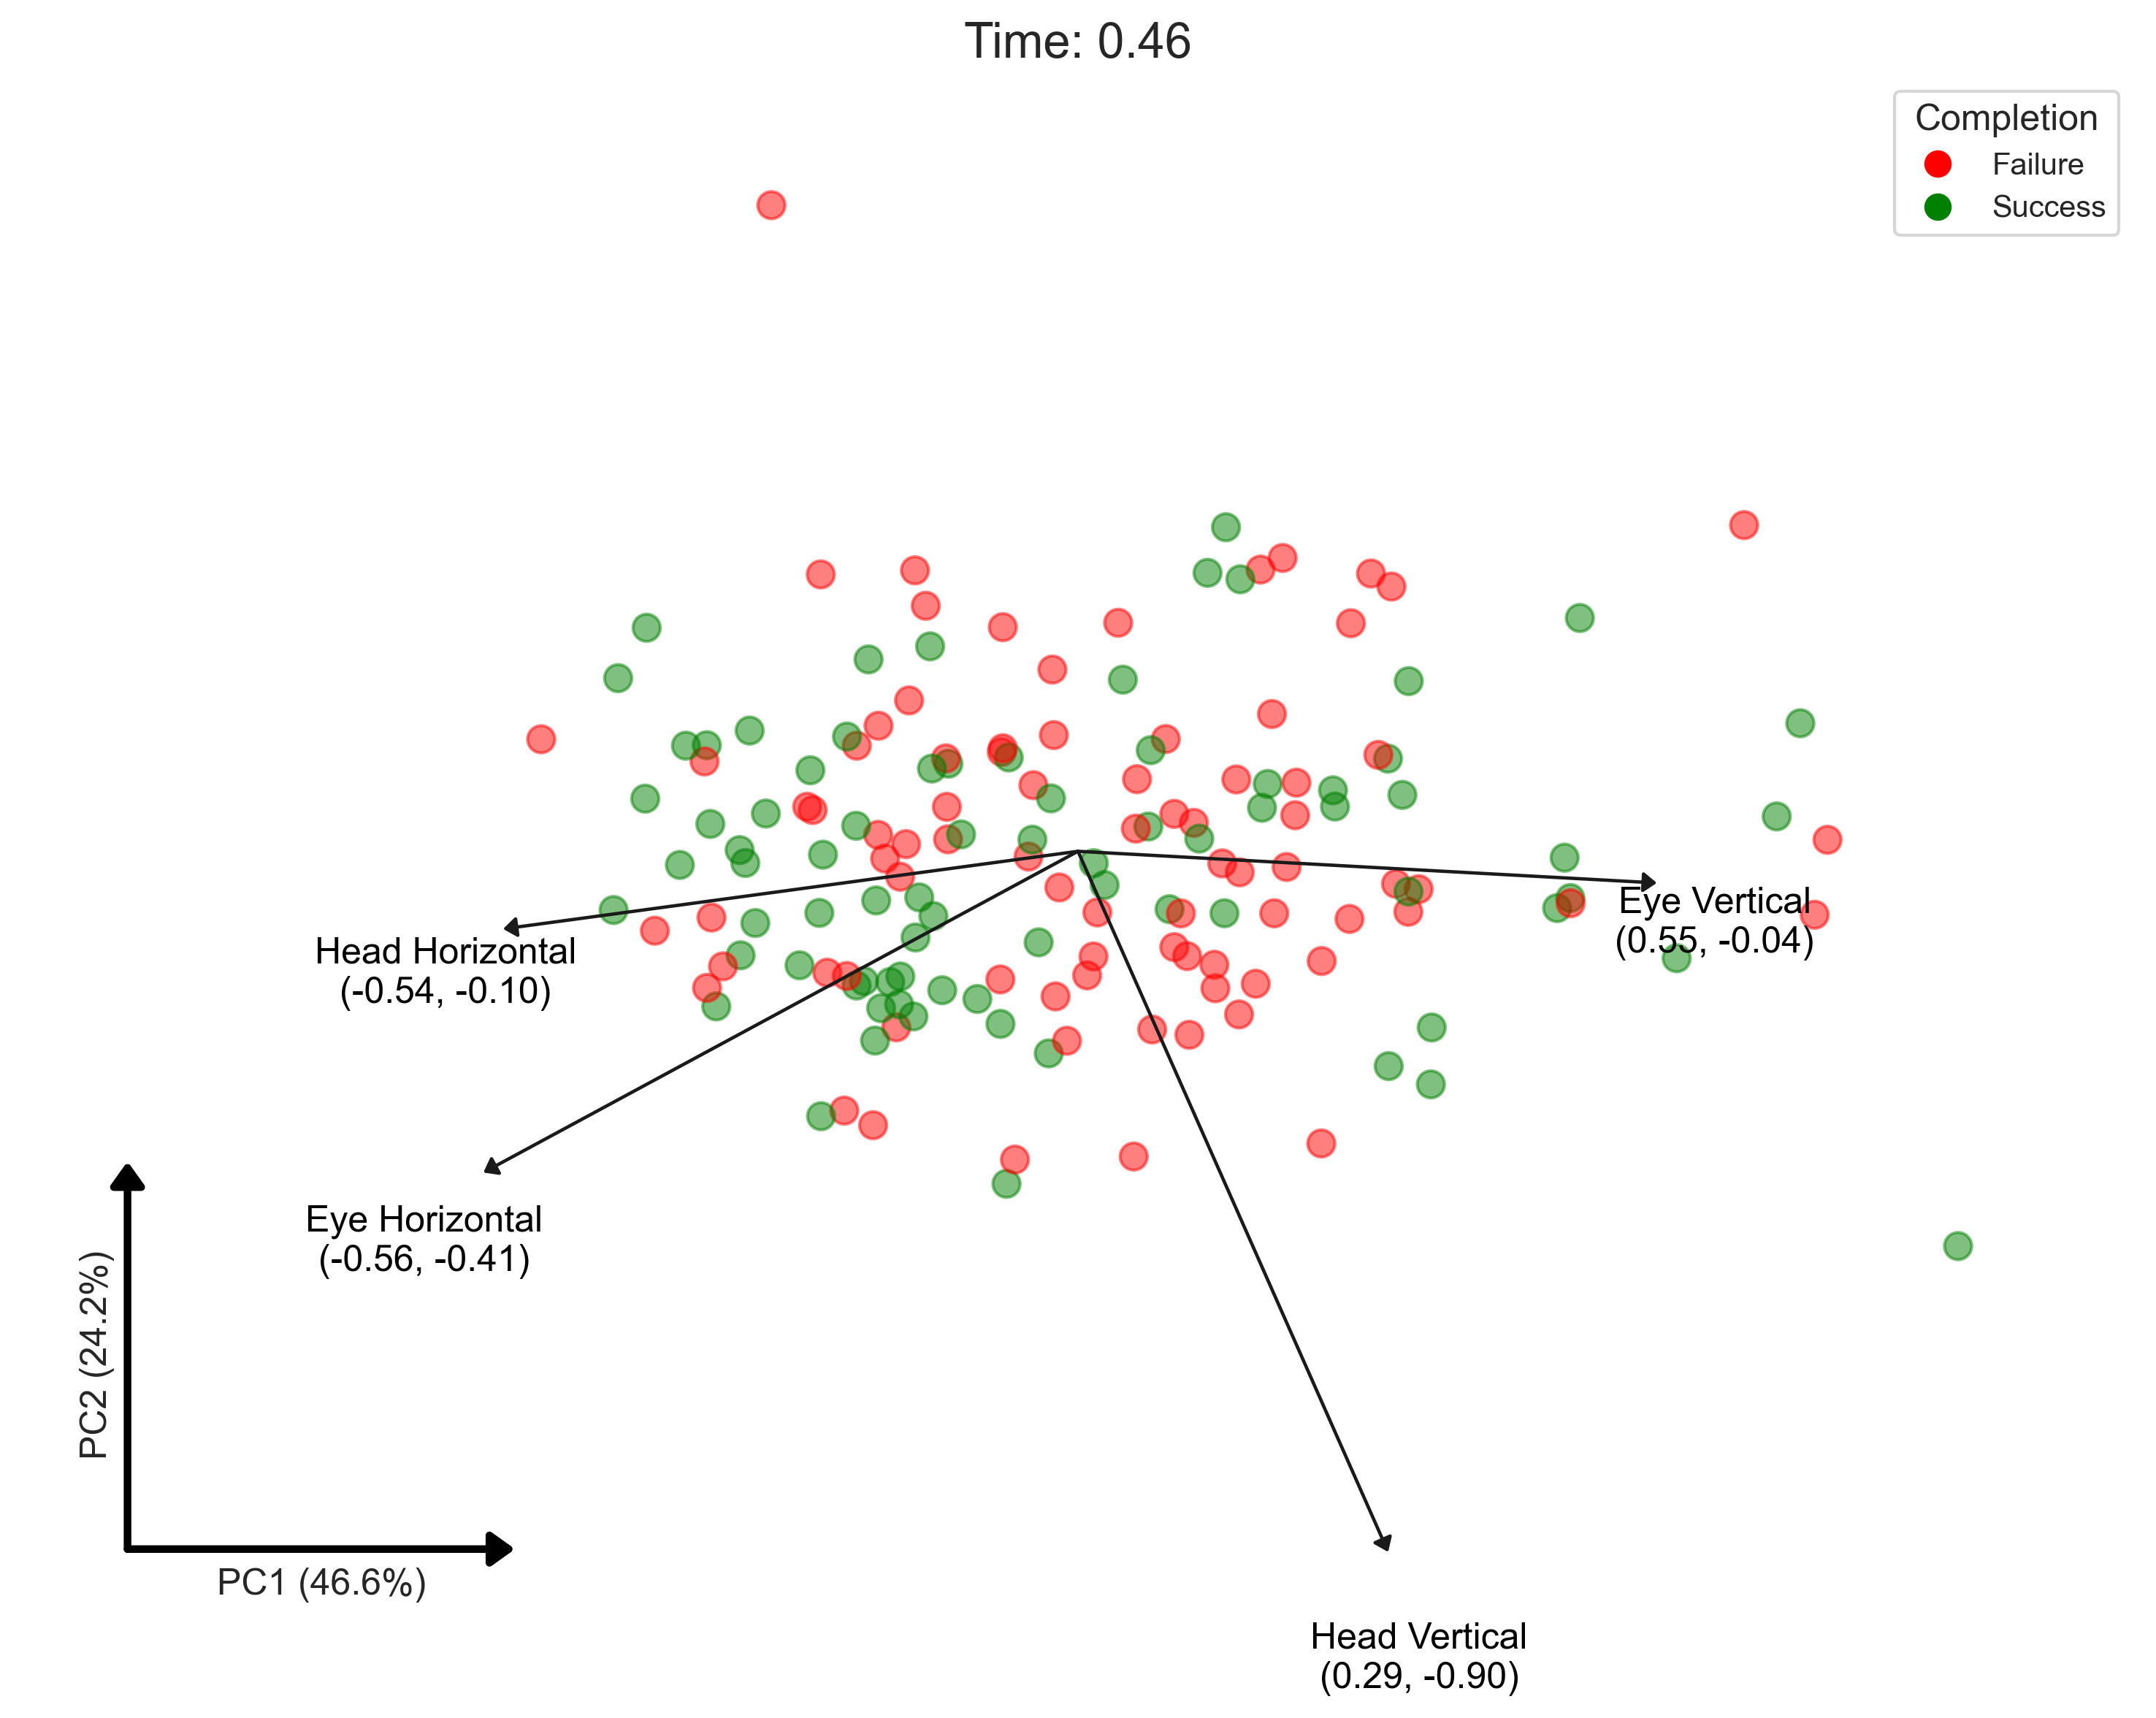 Time: 0.46
Completion
Failure
Success
Eye Vertical
(0.55, -0.04)
Head Horizontal
(-0.54, -0.10)
Eye Horizontal
(-0.56, -0.41)
PC2 (24.2%)
PC1 (46.6%)
Head Vertical
(0.29, -0.90)